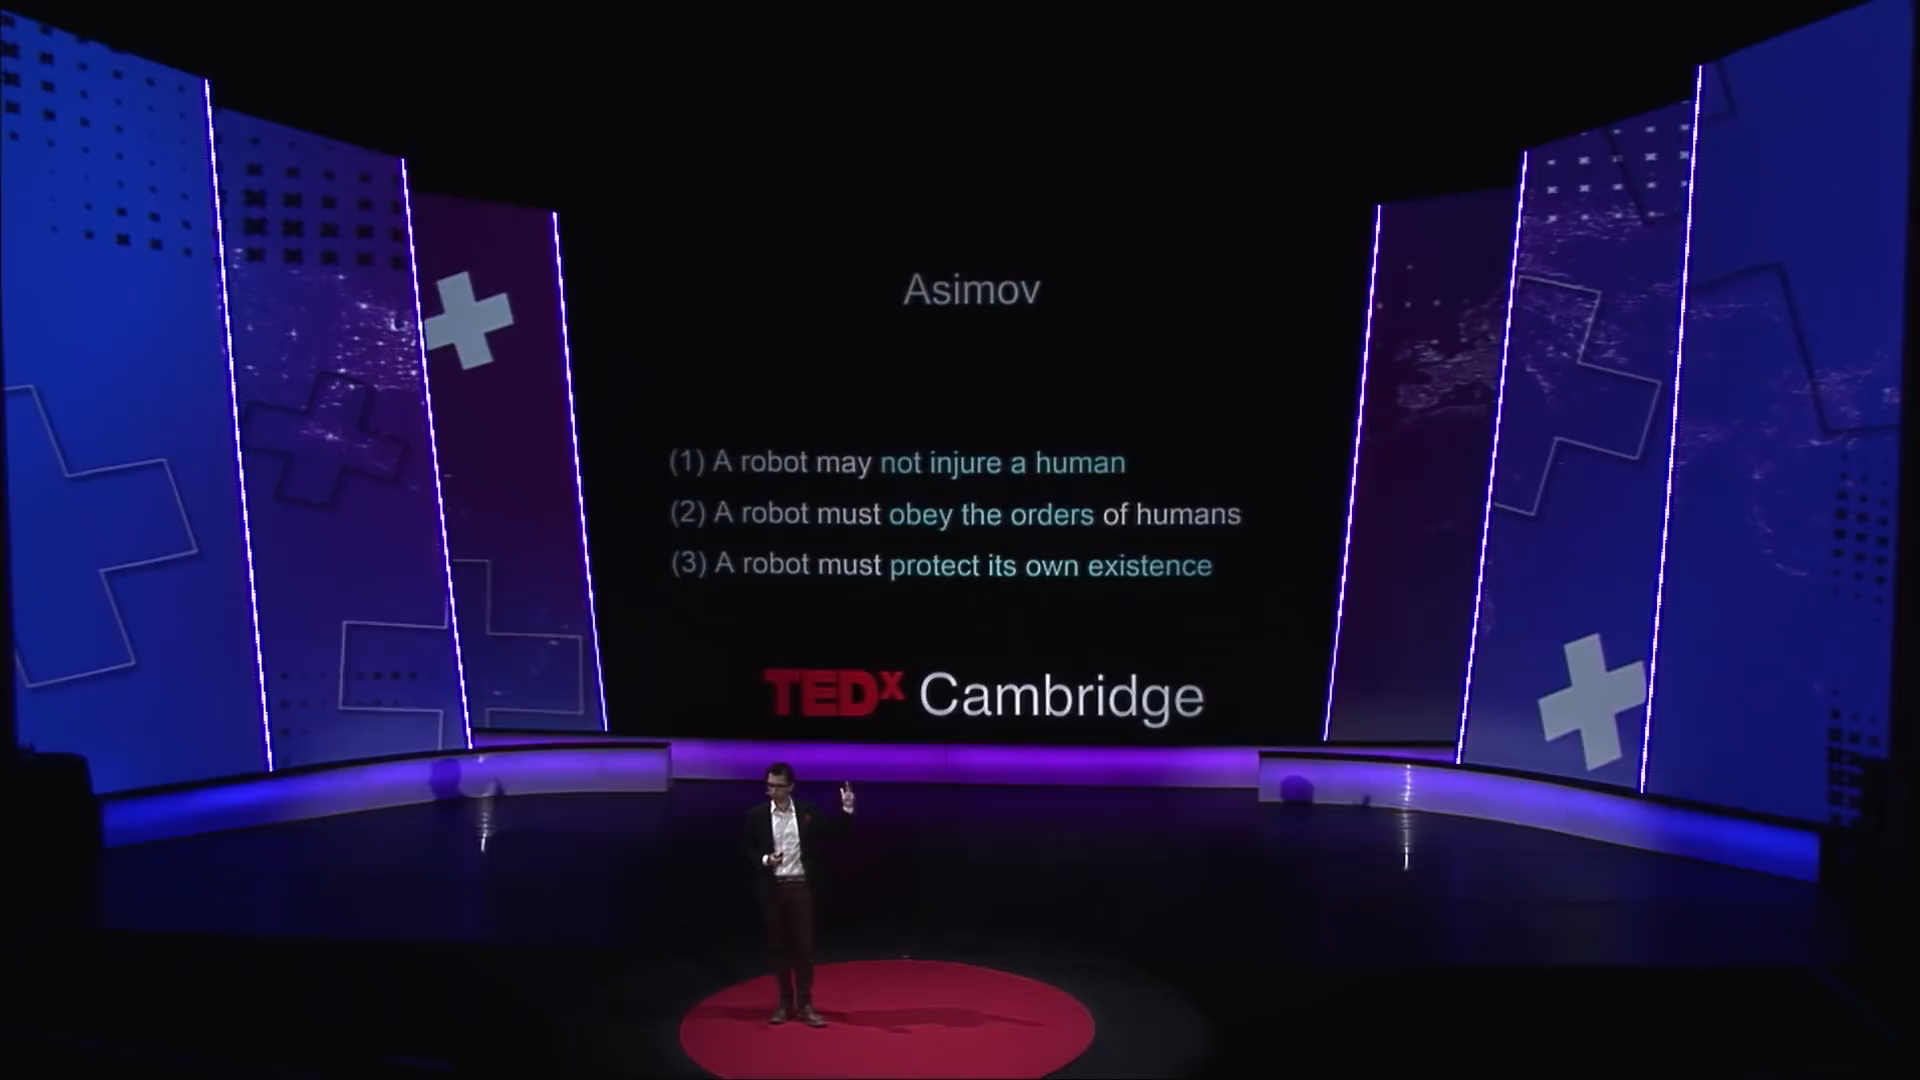 Asimov
(1) A robot may not injure a human
(2) A robot must obey the orders of humans
(3) A robot must protect its own existence
TEDx Cambridge